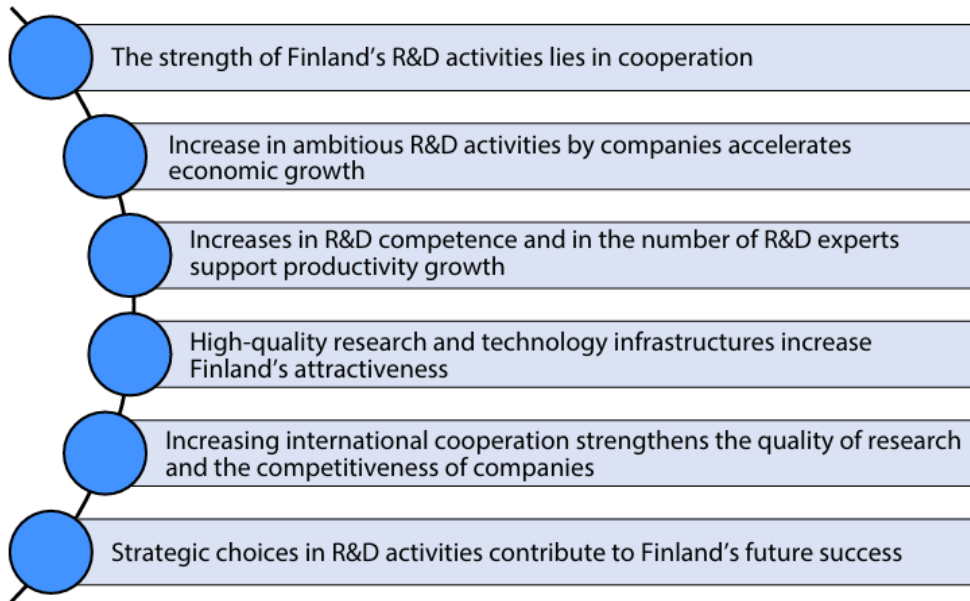 The strength of Finland’s R&D activities lies in cooperation
Increase in ambitious R&D activities by companies accelerates
economic growth
Increases in R&D competence and in the number of R&D experts
support productivity growth
High-quality research and technology infrastructures increase
Finland’s attractiveness
Increasing international cooperation strengthens the quality of research
and the competitiveness of companies
Strategic choices in R&D activities contribute to Finland’s future success